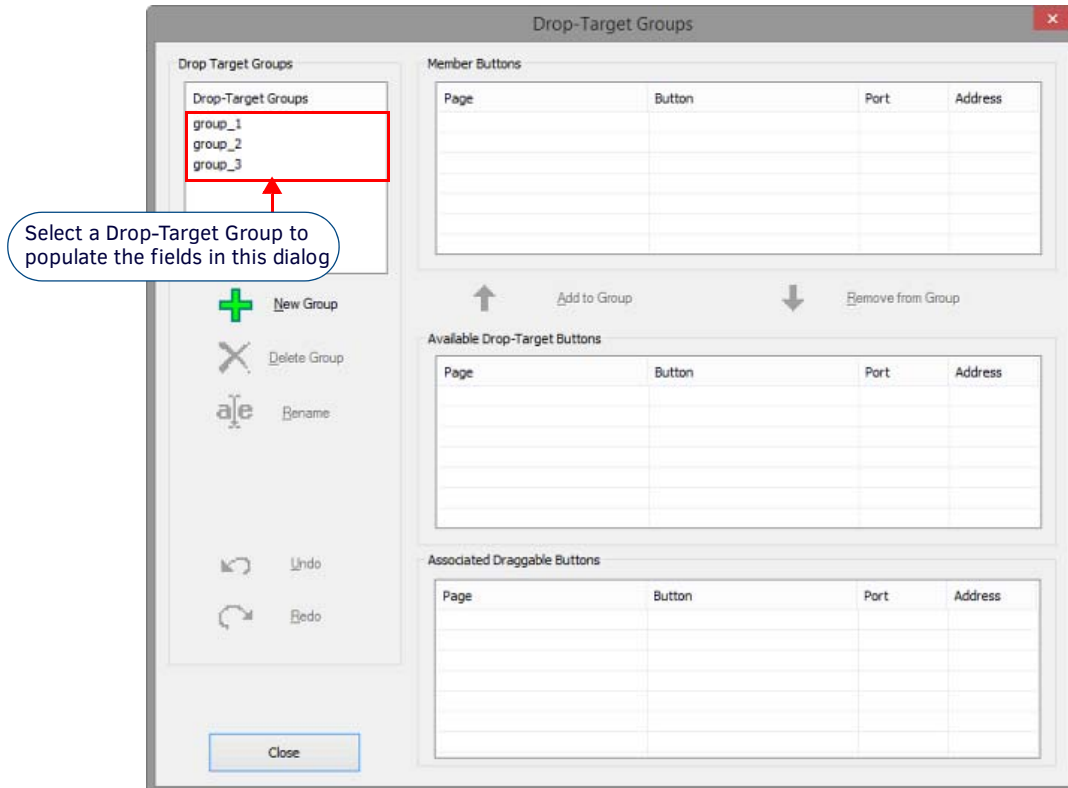 Drop-Target Groups
Drop Target Groups
Drop-Target Groups
group_1
group_2
group_3
Select a Drop-Target Group to
populate the fields in this dialog
New Group
Delete Group
a|e Rename
Undo
Redo
Close
Member Buttons
Page Button Port Address
Add to Group Remove from Group
Available Drop-Target Buttons
Page Button Port Address
Associated Draggable Buttons
Page Button Port Address